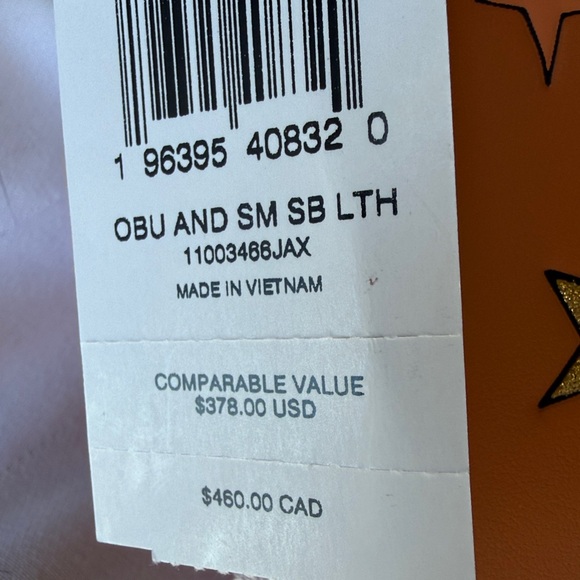 1 96395 40832 0
OBU AND SM SB LTH
11003466JAX
MADE IN VIETNAM
COMPARABLE VALUE
$378.00 USD
$460.00 CAD